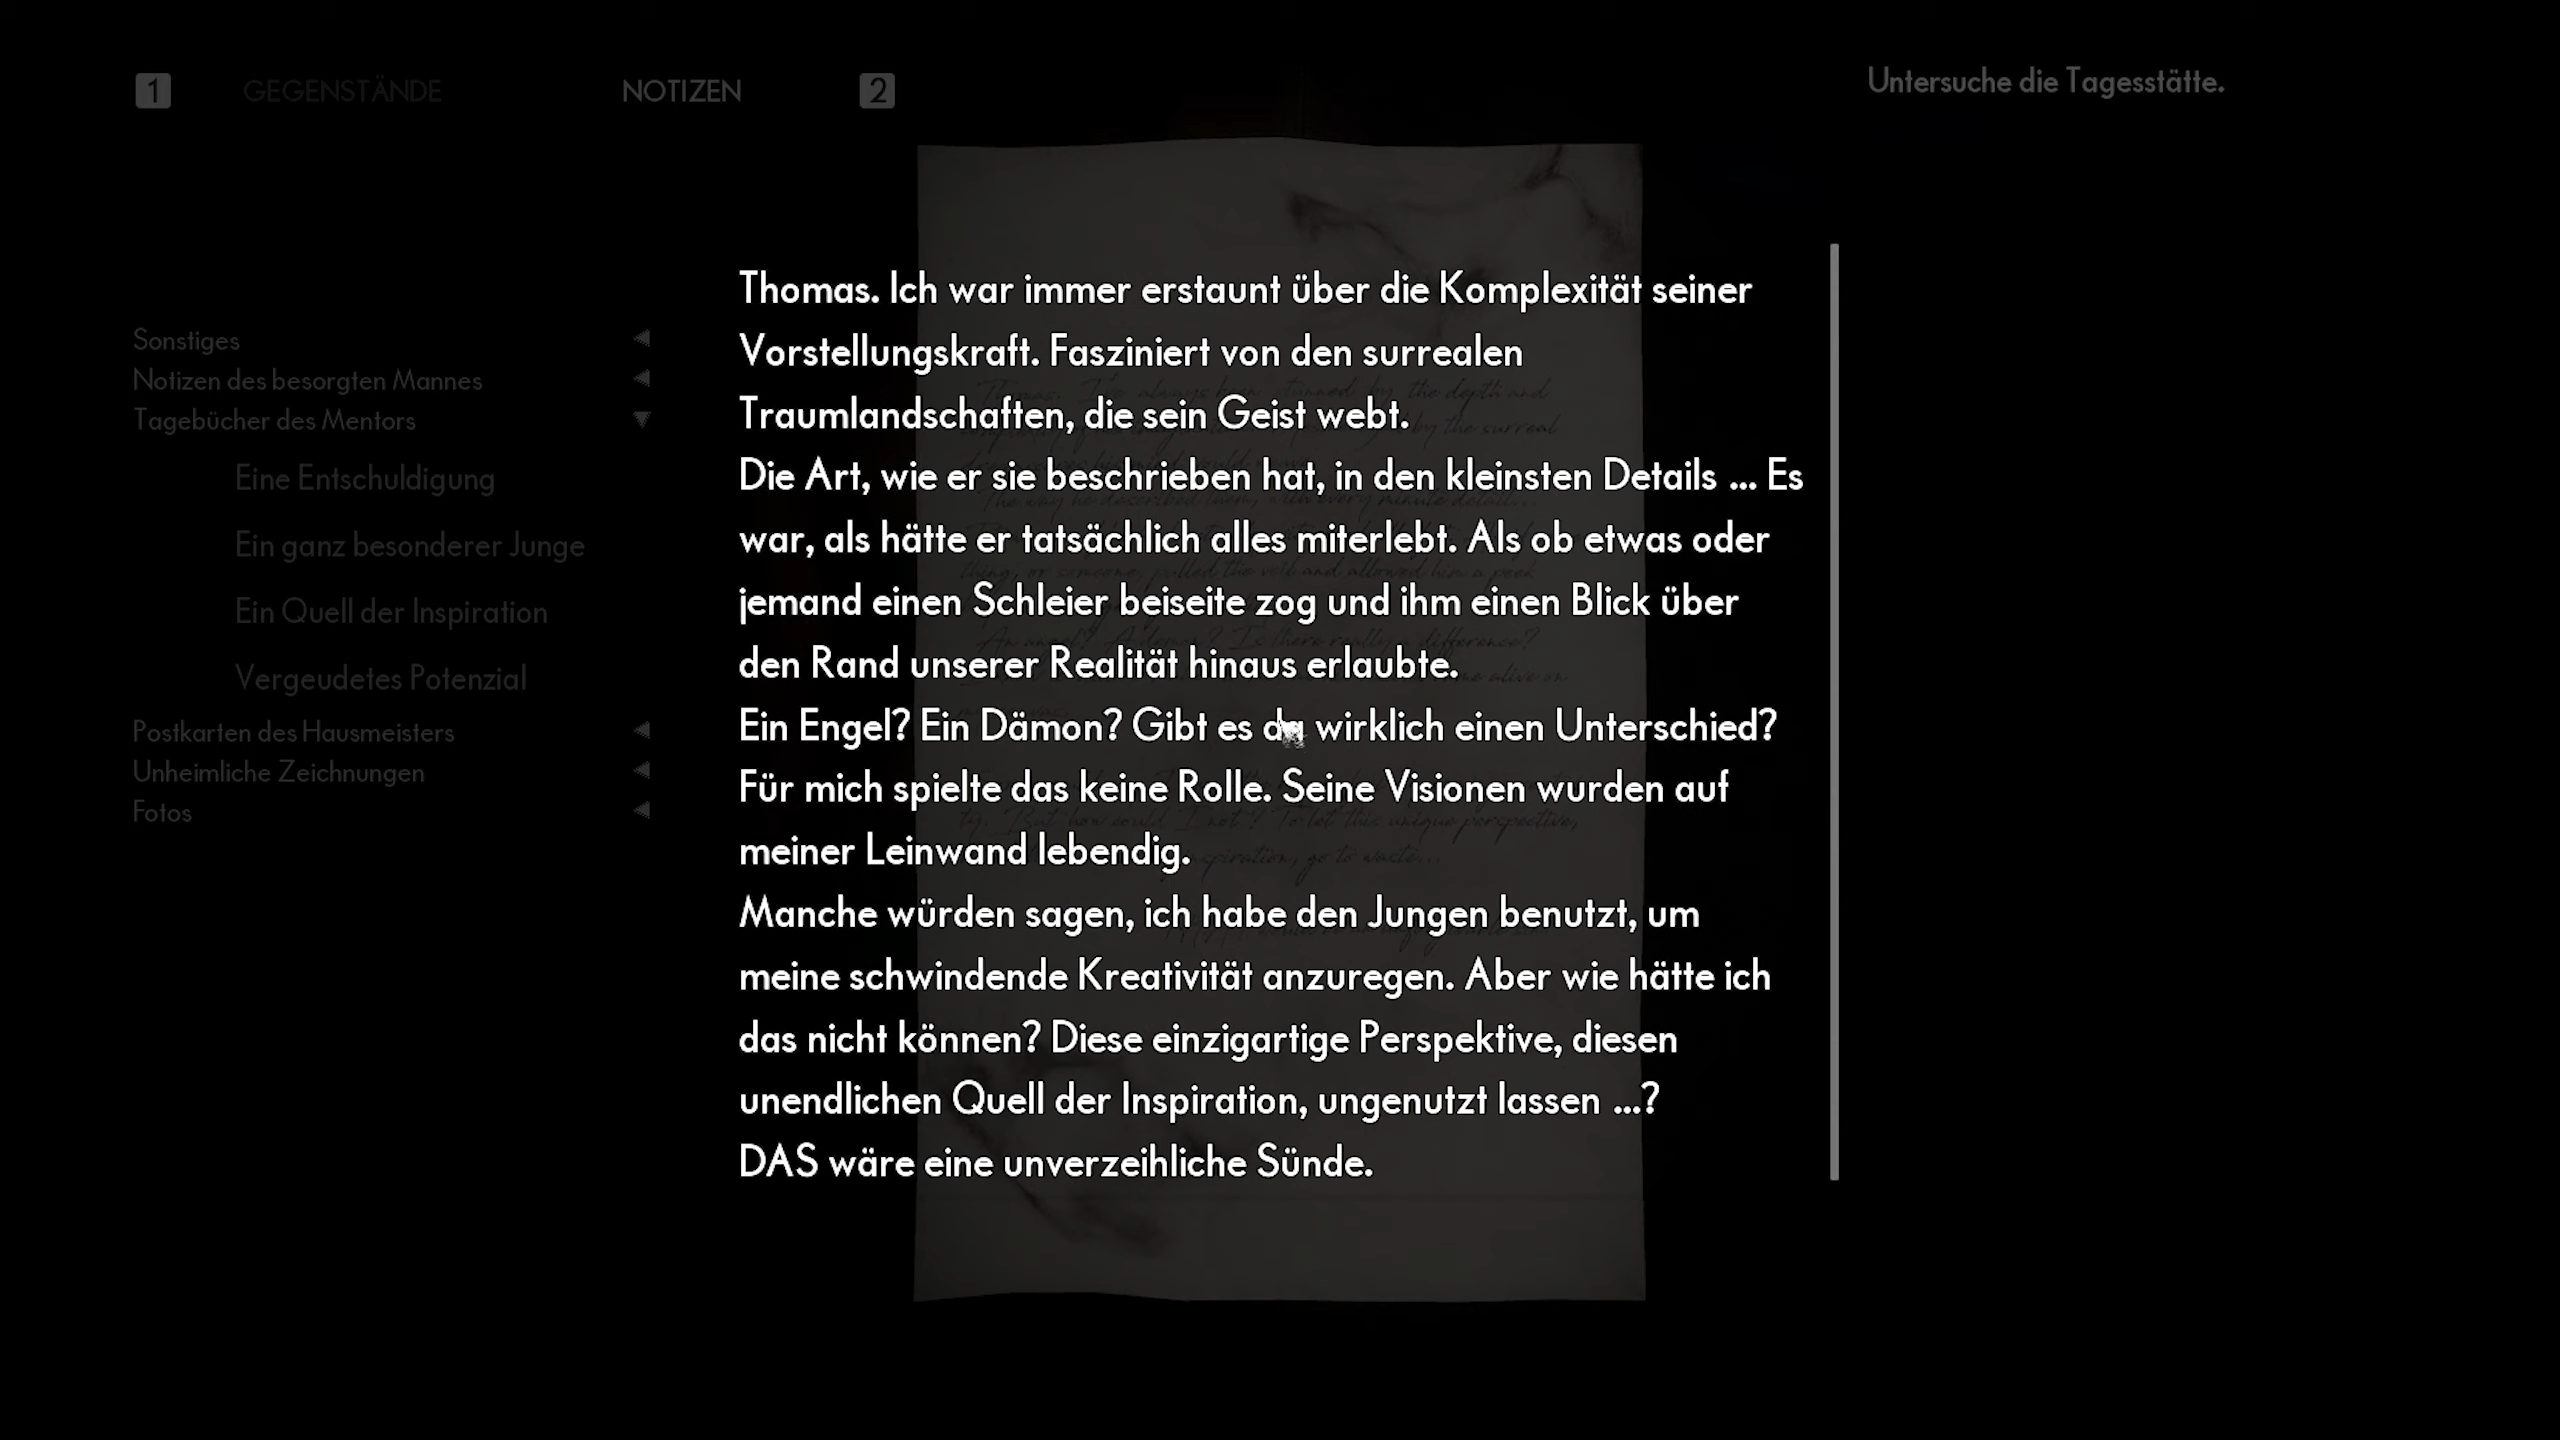 1 GEGENSTÄNDE NOTIZEN 2
Untersuche die Tagesstätte.
Sonstiges
Notizen des besorgten Mannes
Tagebücher des Mentors
Eine Entschuldigung
Ein ganz besonderer Junge
Ein Quell der Inspiration
Vergeudetes Potenzial
Postkarten des Hausmeisters
Unheimliche Zeichnungen
Fotos
Thomas. Ich war immer erstaunt über die Komplexität seiner
Vorstellungskraft. Fasziniert von den surrealen
Traumlandschaften, die sein Geist webt.
Die Art, wie er sie beschrieben hat, in den kleinsten Details ... Es
war, als hätte er tatsächlich alles miterlebt. Als ob etwas oder
jemand einen Schleier beiseite zog und ihm einen Blick über
den Rand unserer Realität hinaus erlaubte.
Ein Engel? Ein Dämon? Gibt es da wirklich einen Unterschied?
Für mich spielte das keine Rolle. Seine Visionen wurden auf
meiner Leinwand lebendig.
Manche würden sagen, ich habe den Jungen benutzt, um
meine schwindende Kreativität anzuregen. Aber wie hätte ich
das nicht können? Diese einzigartige Perspektive, diesen
unendlichen Quell der Inspiration, ungenutzt lassen ...?
DAS wäre eine unverzeihliche Sünde.